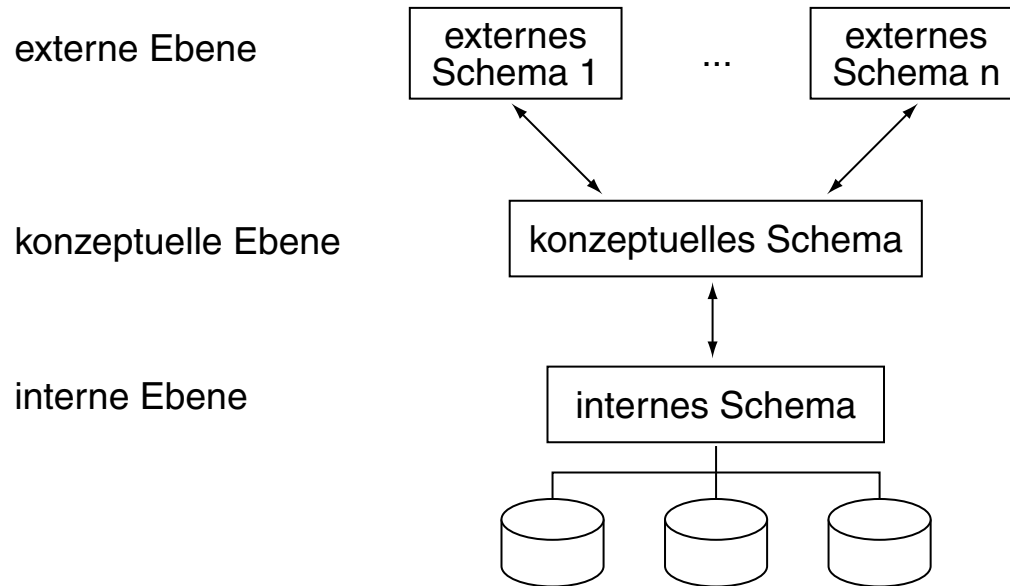 externe Ebene
externes
Schema 1
...
externes
Schema n
konzeptuelle Ebene
konzeptuelles Schema
interne Ebene
internes Schema